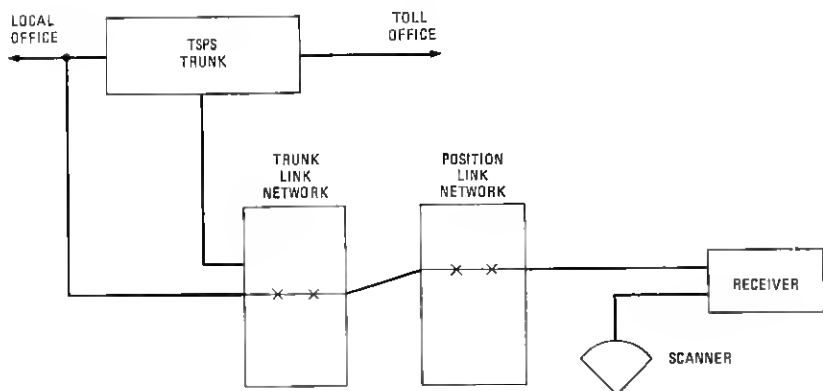 LOCAL
OFFICE
TSPS
TRUNK
TOLL
OFFICE
TRUNK
LINK
NETWORK
POSITION
LINK
NETWORK
RECEIVER
SCANNER